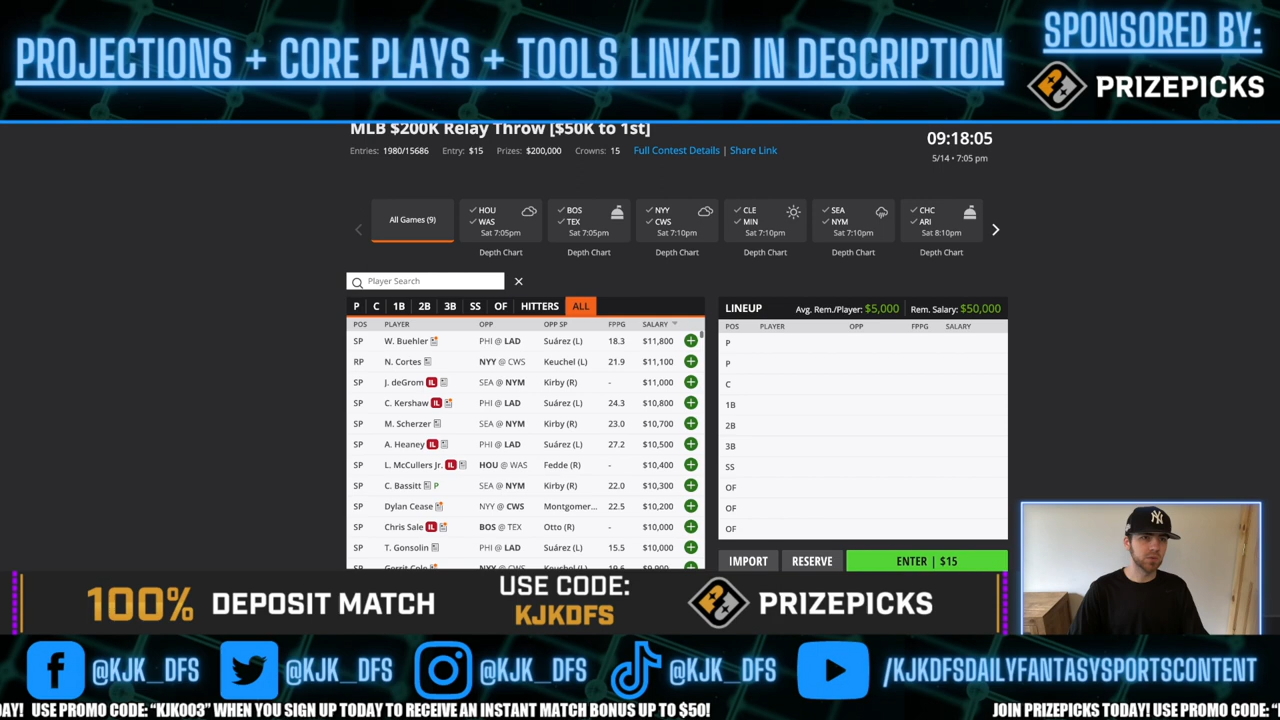 PROJECTIONS + CORE PLAYS + TOOLS LINKED IN DESCRIPTION
SPONSORED BY:
PRIZEPICKS
MLB $200K Relay Throw [$50K to 1st]
Entries: 1980/15686 Entry: $15 Prizes: $200,000 Crowns: 15 Full Contest Details | Share Link
09:18:05
5/14 • 7:05 pm
All Games (9)
HOU
WAS
Sat 7:05pm
Depth Chart
BOS
TEX
Sat 7:05pm
Depth Chart
NYY
CWS
Sat 7:10pm
Depth Chart
CLE
MIN
Sat 7:10pm
Depth Chart
SEA
NYM
Sat 7:10pm
Depth Chart
CHC
ARI
Sat 8:10pm
Depth Chart
Player Search
P C 1B 2B 3B SS OF HITTERS ALL
POS PLAYER OPP OPP SP FPPG SALARY
SP W. Buehler PHI @ LAD Suárez (L) 18.3 $11,800
RP N. Cortes NYY @ CWS Keuchel (L) 21.9 $11,100
SP J. deGrom IL SEA @ NYM Kirby (R) - $11,000
SP C. Kershaw IL PHI @ LAD Suárez (L) 24.3 $10,800
SP M. Scherzer SEA @ NYM Kirby (R) 23.0 $10,700
SP A. Heaney IL PHI @ LAD Suárez (L) 27.2 $10,500
SP L. McCullers Jr. IL HOU @ WAS Fedde (R) - $10,400
SP C. Bassitt P SEA @ NYM Kirby (R) 22.0 $10,300
SP Dylan Cease NYY @ CWS Montgomer... 22.5 $10,200
SP Chris Sale IL BOS @ TEX Otto (R) - $10,000
SP T. Gonsolin PHI @ LAD Suárez (L) 15.5 $10,000
LINEUP Avg. Rem./Player: $5,000 Rem. Salary: $50,000
POS PLAYER OPP FPPG SALARY
P
P
C
1B
2B
3B
SS
OF
OF
OF
IMPORT RESERVE ENTER | $15
100% DEPOSIT MATCH
USE CODE:
KJKDFS
PRIZEPICKS
@KJK_DFS @KJK_DFS @KJK_DFS @KJK_DFS /KJKDFSDAILYFANTASYSPORTSCONTENT
DAY! USE PROMO CODE: "KJK003" WHEN YOU SIGN UP TODAY TO RECEIVE AN INSTANT MATCH BONUS UP TO $50! JOIN PRIZEPICKS TODAY! USE PROMO CODE: